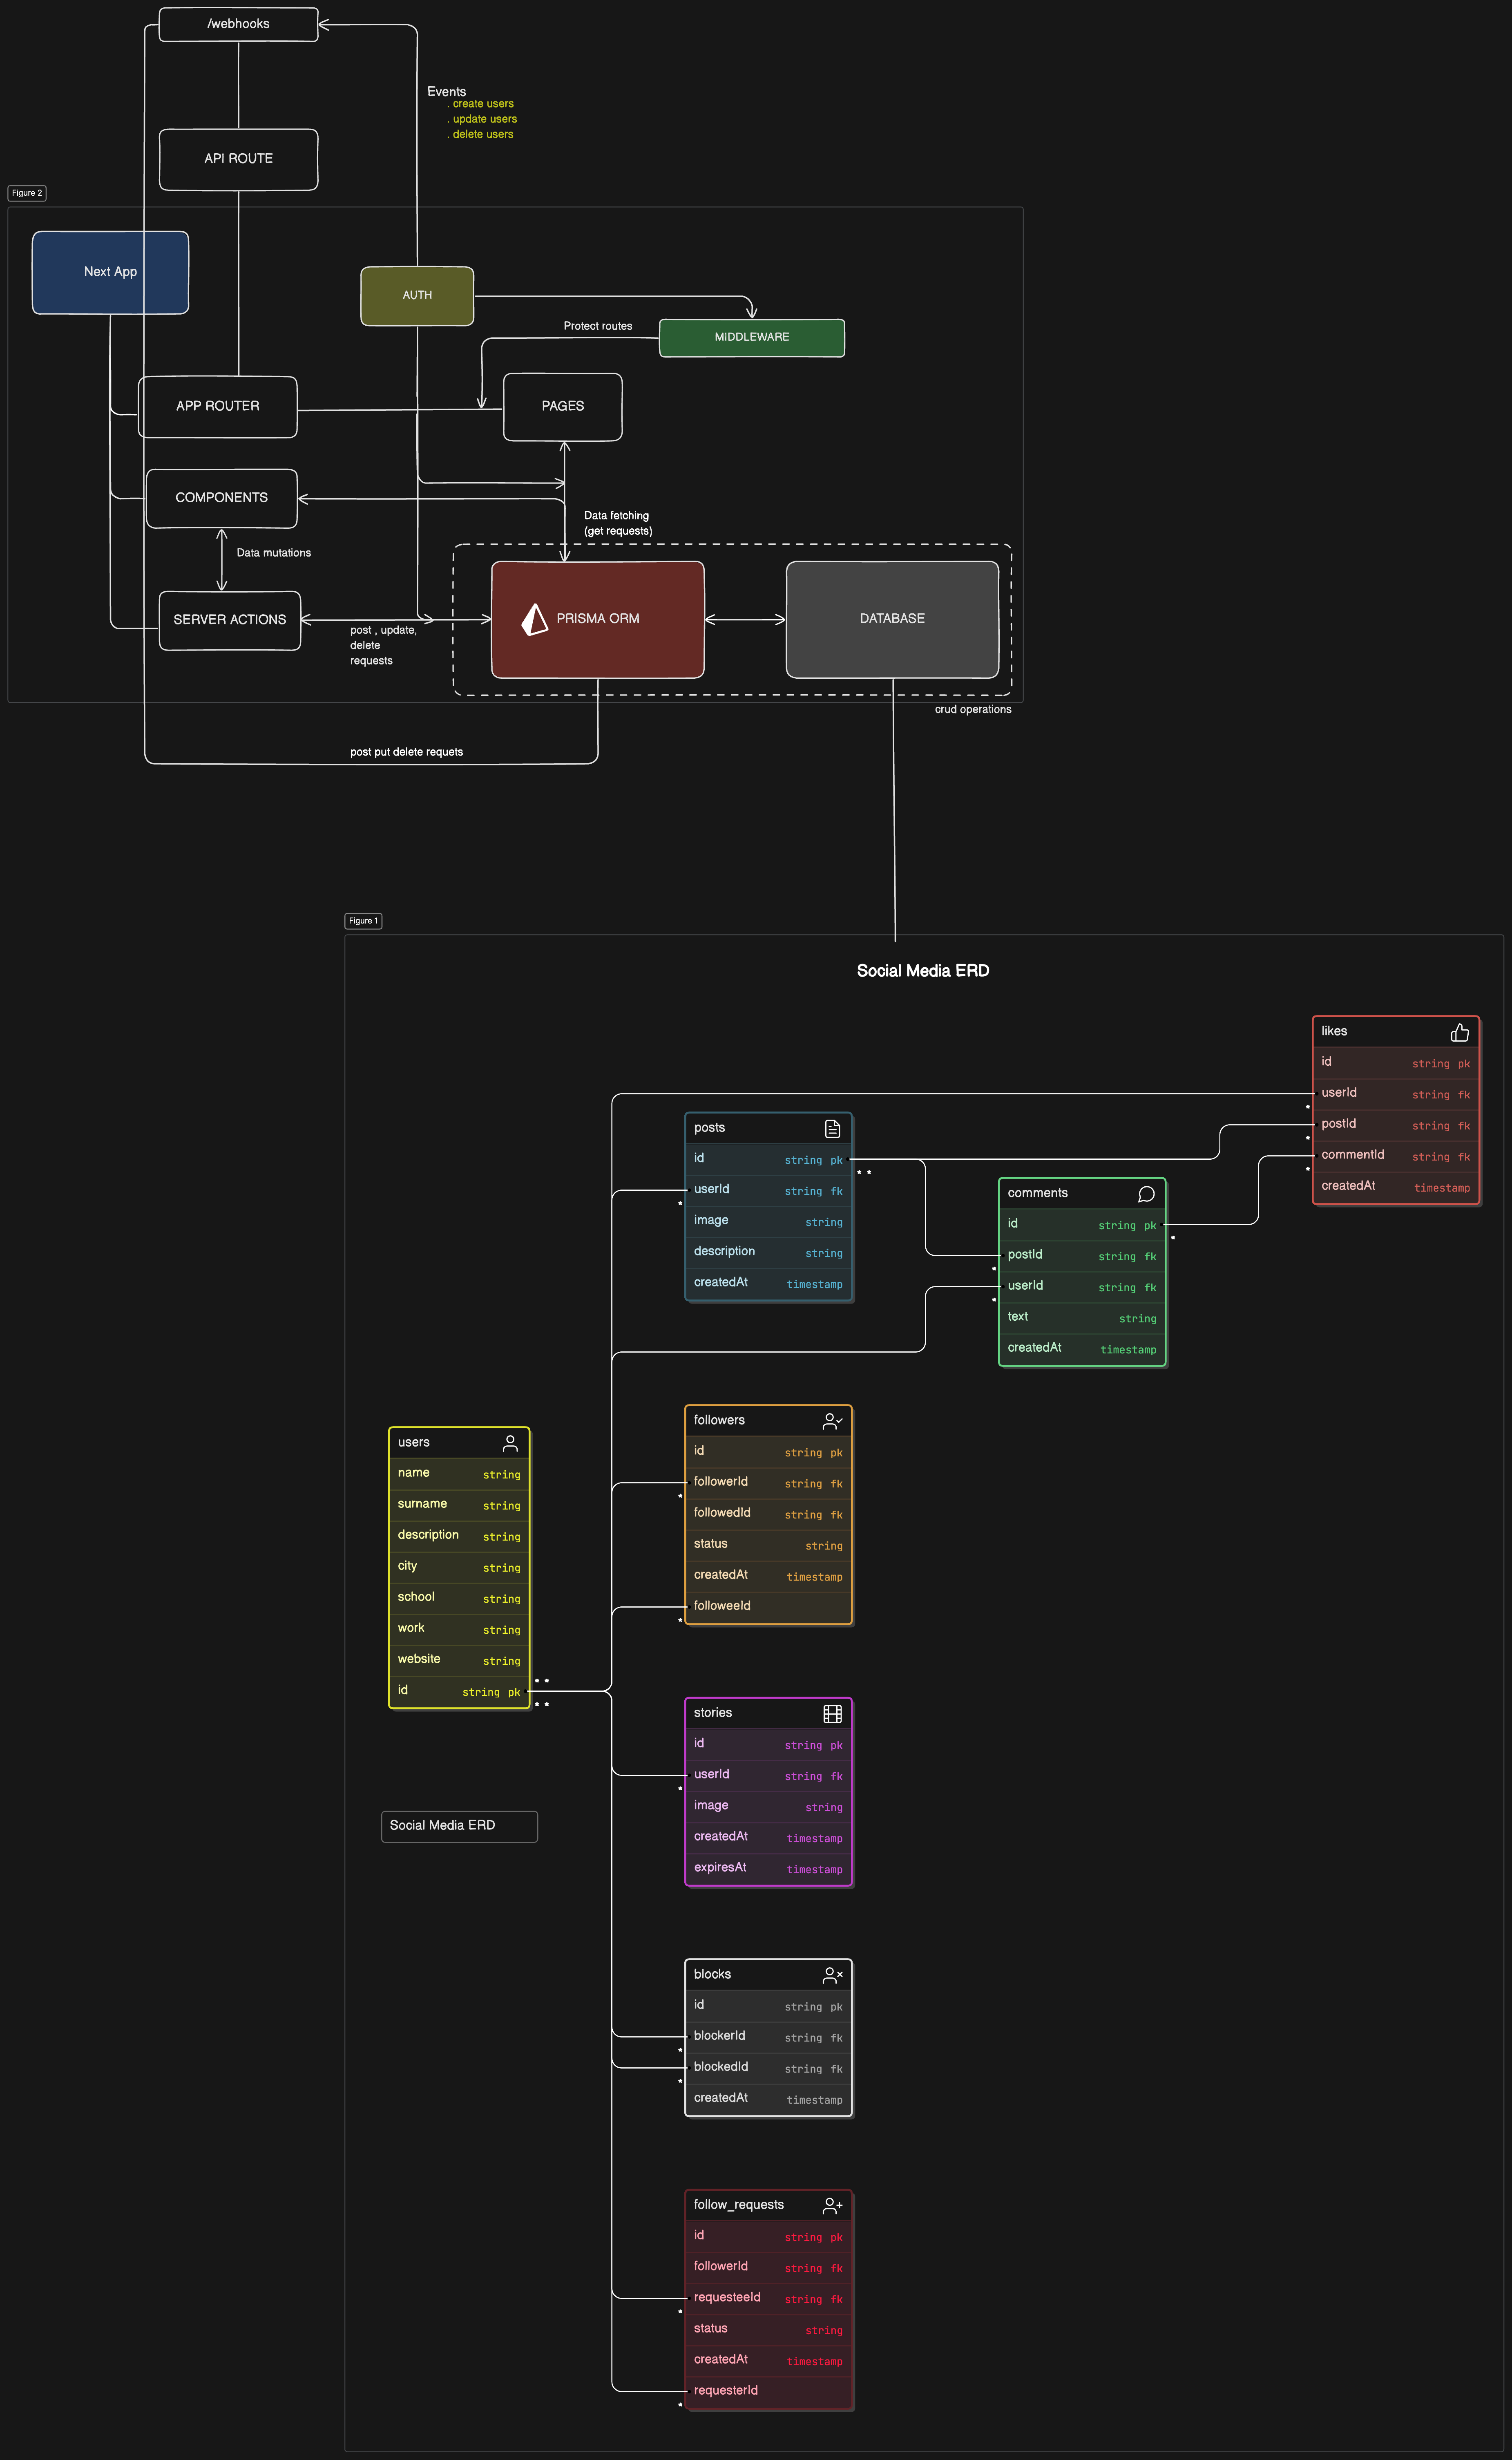 /webhooks
Events
. create users
. update users
. delete users
API ROUTE
Figure 2
Next App
AUTH
Protect routes
MIDDLEWARE
APP ROUTER
PAGES
COMPONENTS
Data fetching
(get requests)
Data mutations
SERVER ACTIONS
post , update,
delete
requests
PRISMA ORM
DATABASE
crud operations
post put delete requets
Figure 1
Social Media ERD
likes
id string pk
userId string fk
postId string fk
commentId string fk
createdAt timestamp
posts
id string pk
userId string fk
image string
description string
createdAt timestamp
comments
id string pk
postId string fk
userId string fk
text string
createdAt timestamp
followers
id string pk
followerId string fk
followedId string fk
status string
createdAt timestamp
followeeId
users
name string
surname string
description string
city string
school string
work string
website string
id string pk
stories
id string pk
userId string fk
image string
createdAt timestamp
expiresAt timestamp
Social Media ERD
blocks
id string pk
blockerId string fk
blockedId string fk
createdAt timestamp
follow_requests
id string pk
followerId string fk
requesteeId string fk
status string
createdAt timestamp
requesterId